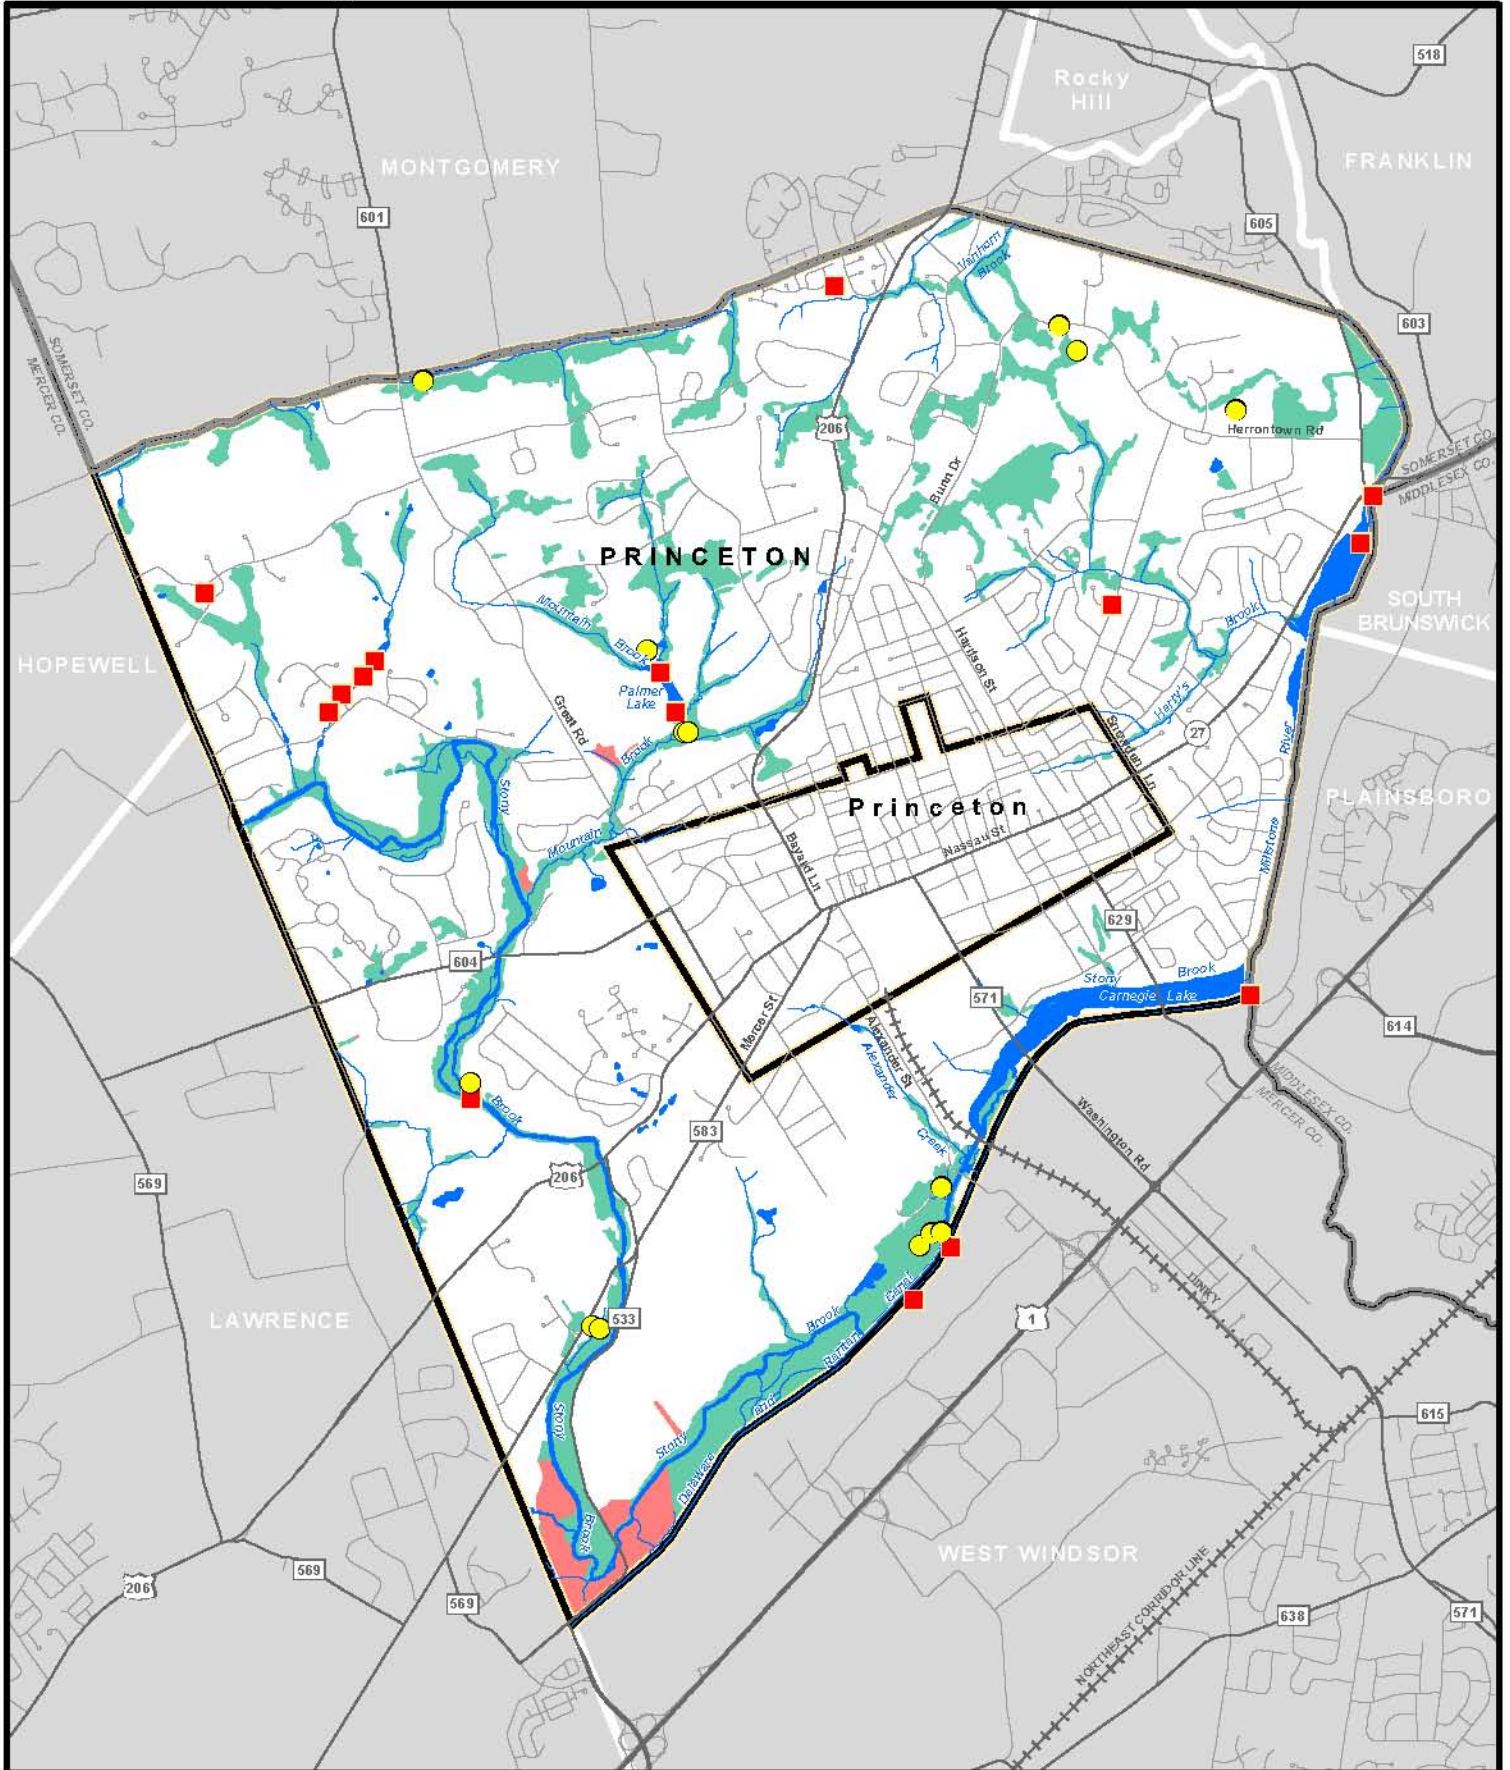 518
Rocky
Hill
MONTGOMERY
FRANKLIN
601
605
Vanhorn
Brook
603
SOMERSET CO.
MERCER CO.
206
Herrontown Rd
SOMERSET CO.
MIDDLESEX CO.
Bunn Dr
PRINCETON
Mountain
Brook
SOUTH
BRUNSWICK
Brook
HOPEWELL
Harrison St
Palmer
Lake
Great Rd
Brook
Harry's
Snowden Ln
27
River
Stony
Princeton
PLAINSBORO
Mountain
Nassau St
Bayard Ln
Millstone
629
604
Stony
Brook
Carnegie Lake
571
614
Mercer St
Alexander St
Alexander
Creek
MIDDLESEX CO.
MERCER CO.
Brook
583
Washington Rd
206
569
DINKY
Canal
LAWRENCE
533
Brook
1
Raritan
and
615
Stony
Stony
Delaware
Brook
WEST WINDSOR
NORTHEAST CORRIDOR LINE
569
206
569
638
571